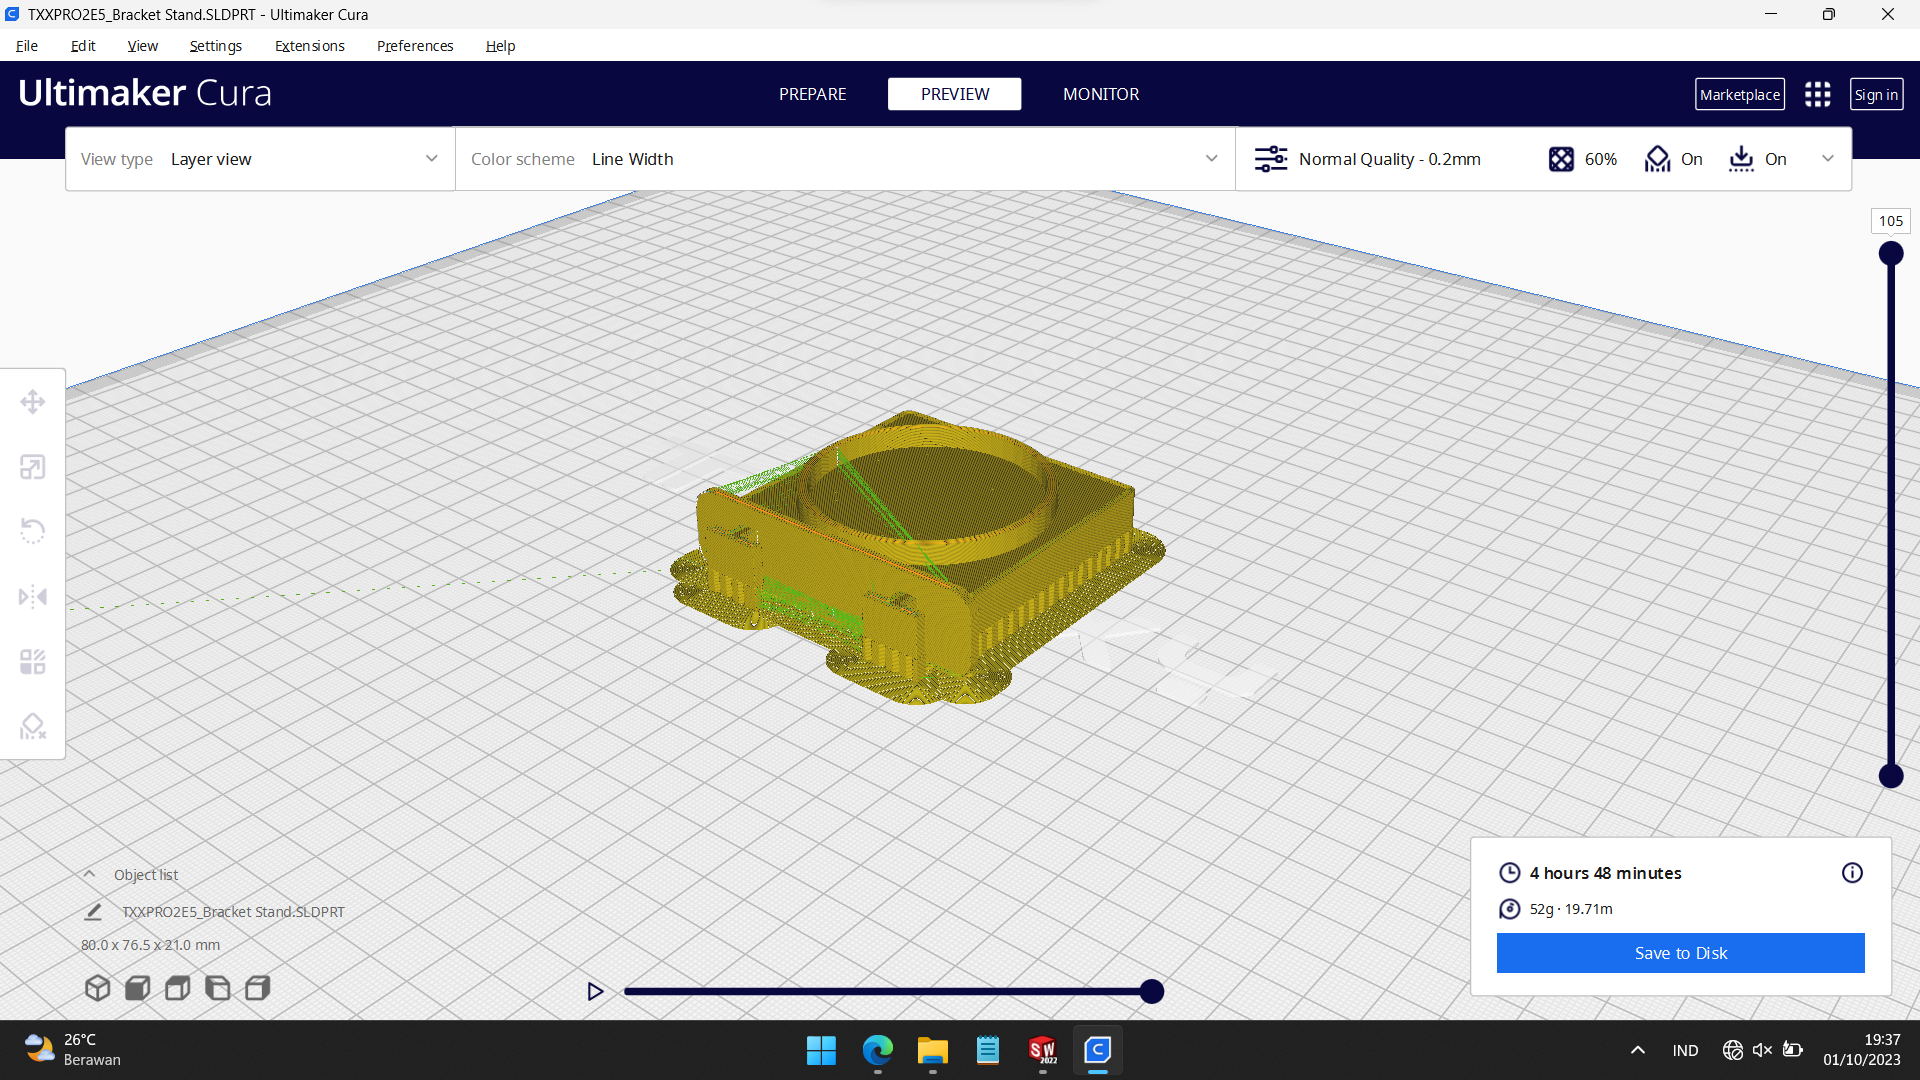 TXXPRO2E5_Bracket Stand.SLDPRT - Ultimaker Cura
File Edit View Settings Extensions Preferences Help
Ultimaker Cura
PREPARE PREVIEW MONITOR
Marketplace Sign in
View type Layer view
Color scheme Line Width
Normal Quality - 0.2mm 60% On On
105
Object list
TXXPRO2E5_Bracket Stand.SLDPRT
80.0 x 76.5 x 21.0 mm
4 hours 48 minutes
52g · 19.71m
Save to Disk
26°C
Berawan
SW
2022
C
IND
19:37
01/10/2023